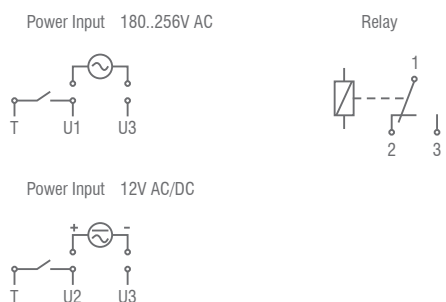 Power Input 180..256V AC
T U1 U3
Relay
1
2 3
Power Input 12V AC/DC
+ -
T U2 U3